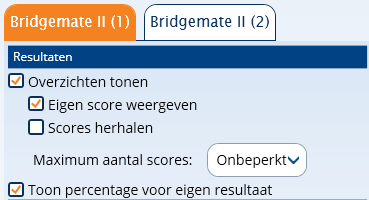 Bridgemate II (1) Bridgemate II (2)
Resultaten
Overzichten tonen
Eigen score weergeven
Scores herhalen
Maximum aantal scores: Onbeperkt
Toon percentage voor eigen resultaat